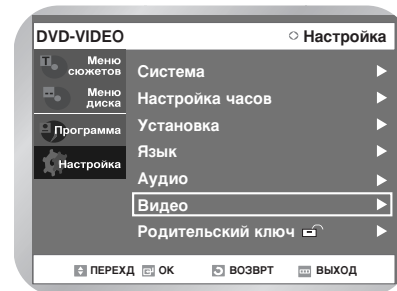 DVD-VIDEO
Настройка
Меню
сюжетов
Меню
диска
Программа
Настройка
Система
Настройка часов
Установка
Язык
Аудио
Видео
Родительский ключ
ПЕРЕХД ОК ВОЗВРТ ВЫХОД